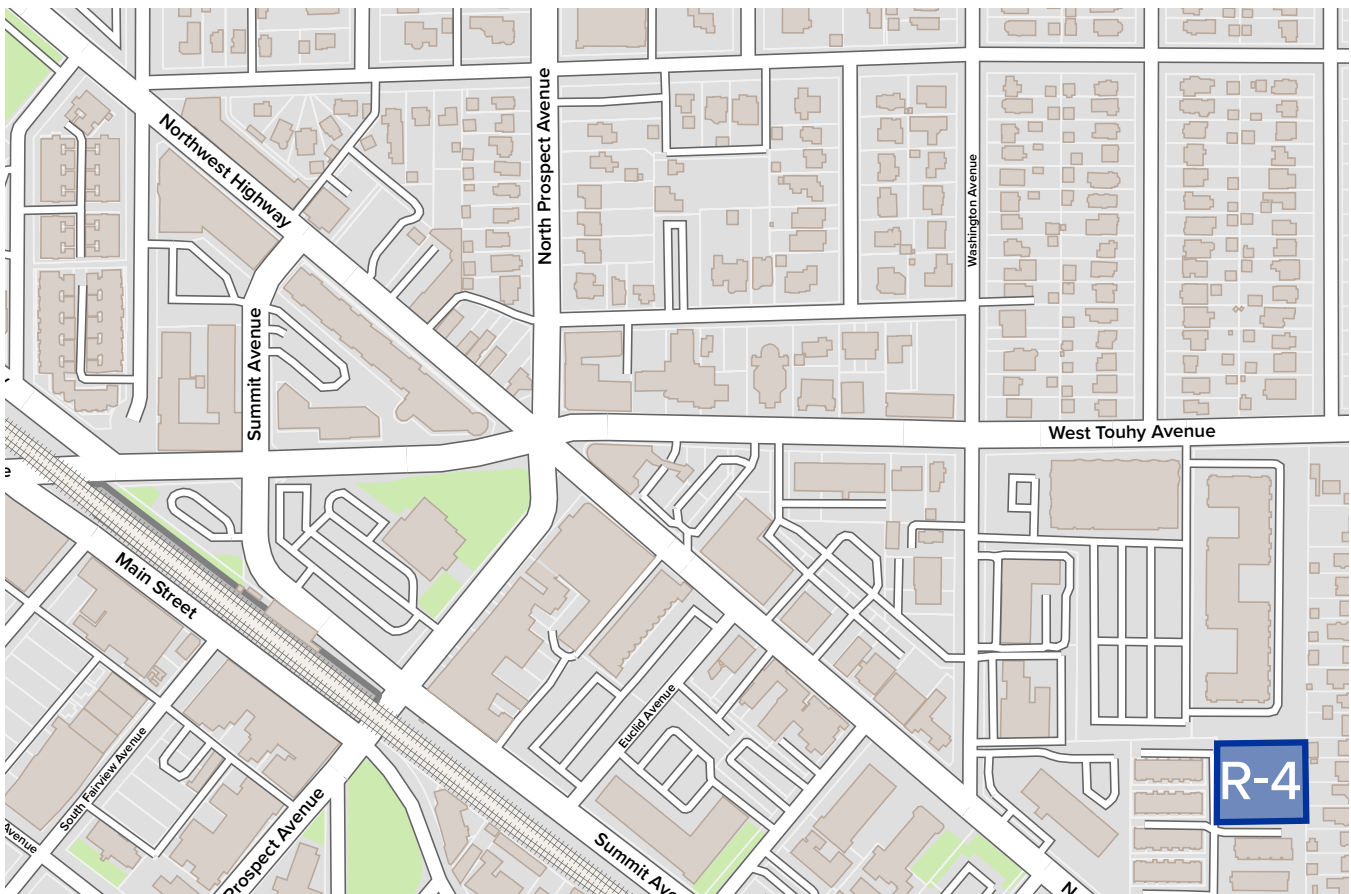 North Prospect Avenue
Northwest Highway
Washington Avenue
Summit Avenue
West Touhy Avenue
Main Street
Euclid Avenue
South Fairview Avenue
R-4
Prospect Avenue
Avenue
Summit Ave
N
e